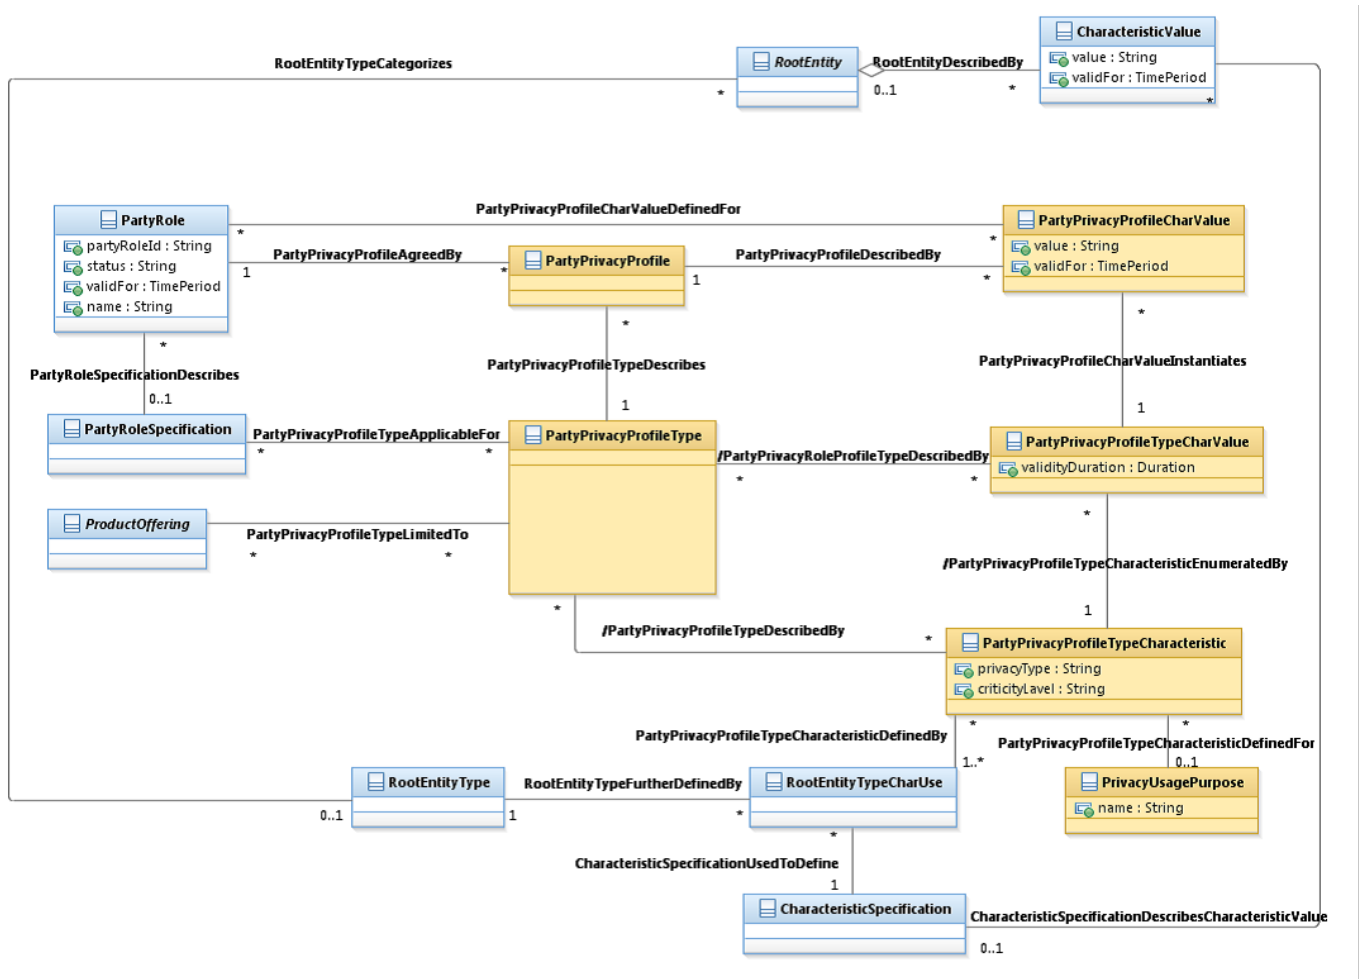 CharacteristicValue
value : String
validFor : TimePeriod
*
RootEntity
RootEntityDescribedBy
0..1
*
RootEntityTypeCategorizes
*
PartyRole
partyRoleId : String
status : String
validFor : TimePeriod
name : String
PartyPrivacyProfileCharValueDefinedFor
*
*
PartyPrivacyProfileCharValue
value : String
validFor : TimePeriod
PartyPrivacyProfileAgreedBy
1
*
PartyPrivacyProfile
PartyPrivacyProfileDescribedBy
1
*
*
PartyRoleSpecificationDescribes
0..1
*
PartyPrivacyProfileTypeDescribes
1
*
PartyPrivacyProfileCharValueInstantiates
1
PartyRoleSpecification
PartyPrivacyProfileTypeApplicableFor
*
*
PartyPrivacyProfileType
/PartyPrivacyRoleProfileTypeDescribedBy
*
*
PartyPrivacyProfileTypeCharValue
validityDuration : Duration
ProductOffering
PartyPrivacyProfileTypeLimitedTo
*
*
*
/PartyPrivacyProfileTypeCharacteristicEnumeratedBy
1
*
/PartyPrivacyProfileTypeDescribedBy
*
PartyPrivacyProfileTypeCharacteristic
privacyType : String
criticityLavel : String
*
PartyPrivacyProfileTypeCharacteristicDefinedBy
1..*
*
PartyPrivacyProfileTypeCharacteristicDefinedFor
0..1
RootEntityType
0..1
RootEntityTypeFurtherDefinedBy
1
*
RootEntityTypeCharUse
PrivacyUsagePurpose
name : String
*
CharacteristicSpecificationUsedToDefine
1
CharacteristicSpecification
CharacteristicSpecificationDescribesCharacteristicValue
0..1